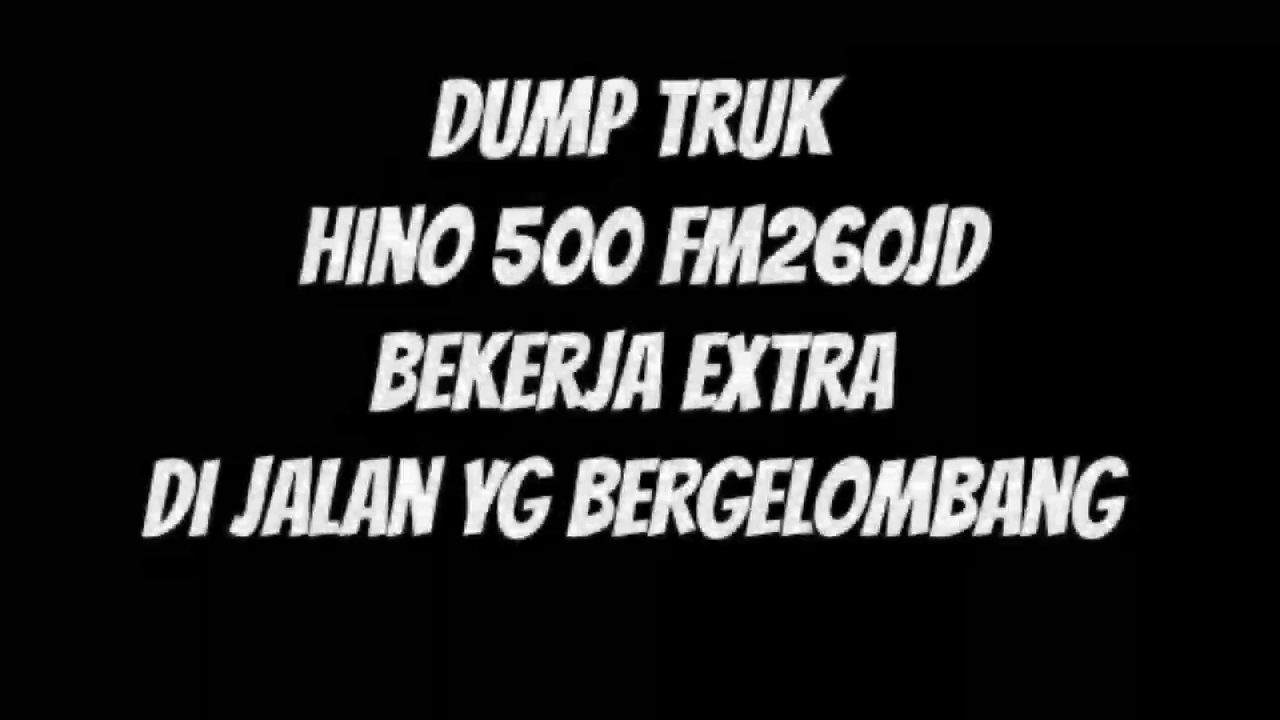 DUMP TRUK
HINO 500 FM260JD
BEKERJA EXTRA
DI JALAN YG BERGELOMBANG